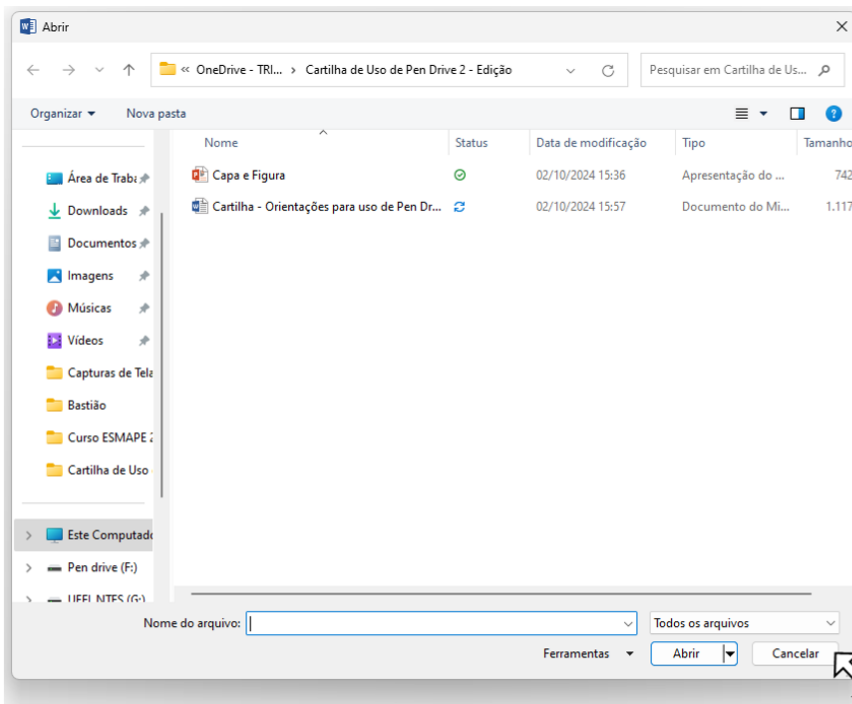 Abrir
« OneDrive - TRI... › Cartilha de Uso de Pen Drive 2 - Edição
Pesquisar em Cartilha de Us...
Organizar
Nova pasta
Nome Status Data de modificação Tipo Tamanho
Capa e Figura 02/10/2024 15:36 Apresentação do ... 742
Cartilha - Orientações para uso de Pen Dr... 02/10/2024 15:57 Documento do Mi... 1.117
Área de Traba
Downloads
Documentos
Imagens
Músicas
Vídeos
Capturas de Tela
Bastião
Curso ESMAPE 2
Cartilha de Uso
Este Computado
Pen drive (F:)
Nome do arquivo:
Todos os arquivos
Ferramentas
Abrir
Cancelar